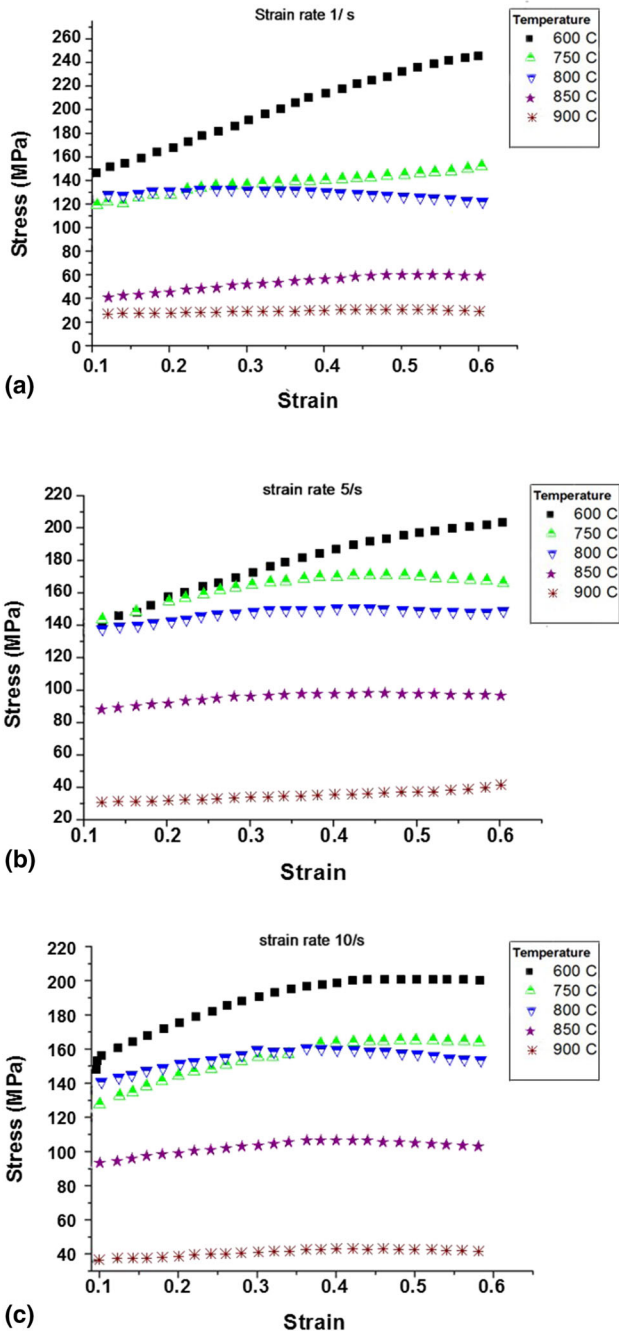 Strain rate 1/ s
Temperature
600 C
750 C
800 C
850 C
900 C
260
240
220
200
180
160
140
120
100
80
60
40
20
0
Stress (MPa)
0.1 0.2 0.3 0.4 0.5 0.6
Strain
(a)
strain rate 5/s
Temperature
600 C
750 C
800 C
850 C
900 C
220
200
180
160
140
120
100
80
60
40
20
Stress (MPa)
0.1 0.2 0.3 0.4 0.5 0.6
Strain
(b)
strain rate 10/s
Temperature
600 C
750 C
800 C
850 C
900 C
220
200
180
160
140
120
100
80
60
40
Stress (MPa)
0.1 0.2 0.3 0.4 0.5 0.6
Strain
(c)